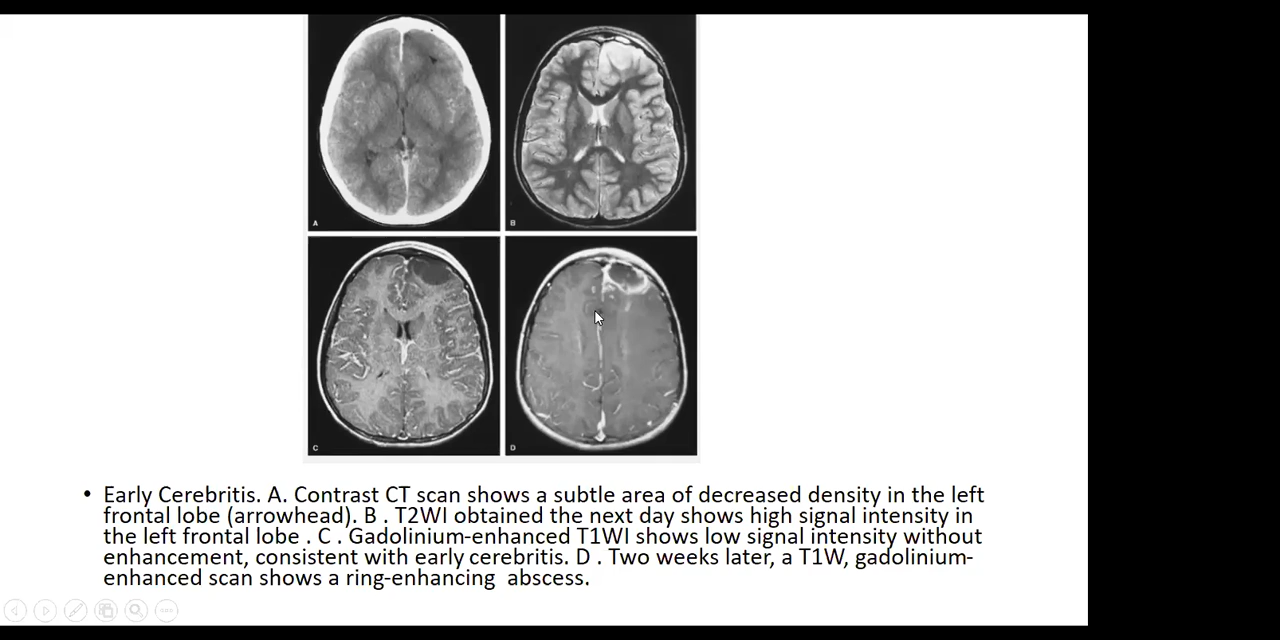 A
B
C
D
• Early Cerebritis. A. Contrast CT scan shows a subtle area of decreased density in the left
frontal lobe (arrowhead). B . T2WI obtained the next day shows high signal intensity in
the left frontal lobe . C . Gadolinium-enhanced T1WI shows low signal intensity without
enhancement, consistent with early cerebritis. D . Two weeks later, a T1W, gadolinium-
enhanced scan shows a ring-enhancing  abscess.